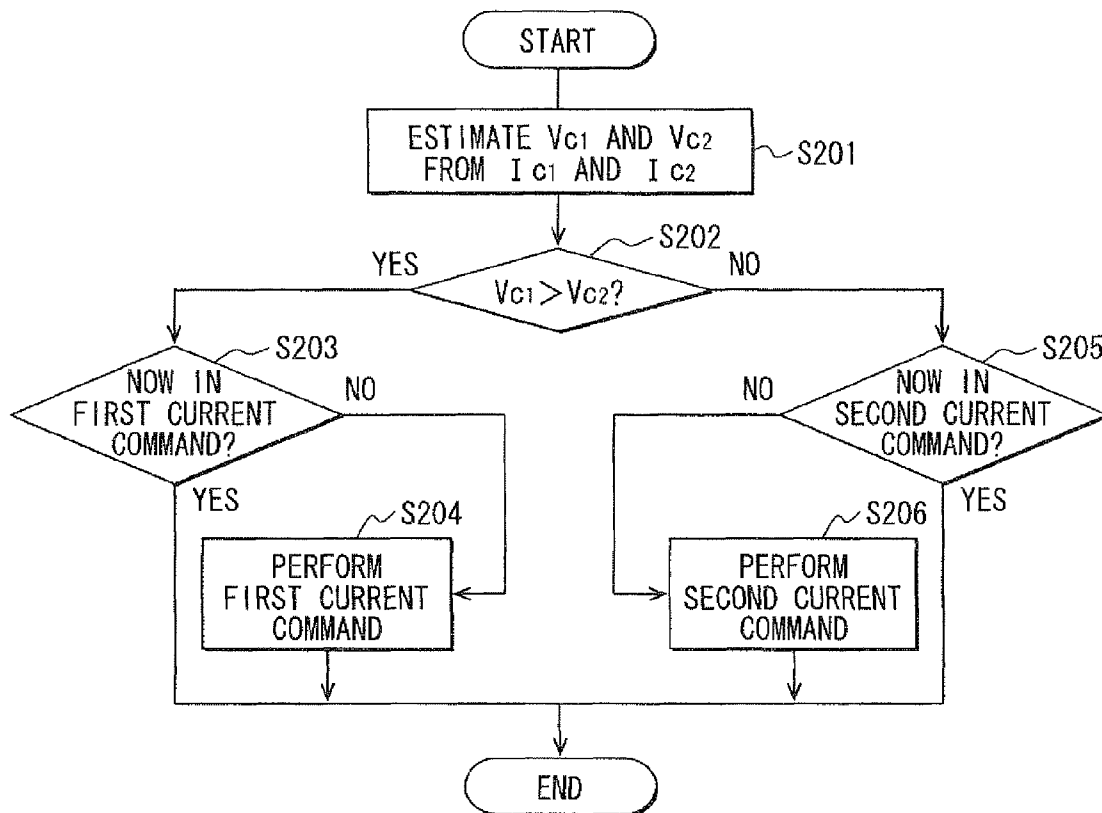 START
ESTIMATE Vc1 AND Vc2
FROM Ic1 AND Ic2
S201
S202
YES
NO
Vc1>Vc2?
S203
S205
NOW IN
FIRST CURRENT
COMMAND?
NO
NO
NOW IN
SECOND CURRENT
COMMAND?
YES
YES
S204
S206
PERFORM
FIRST CURRENT
COMMAND
PERFORM
SECOND CURRENT
COMMAND
END